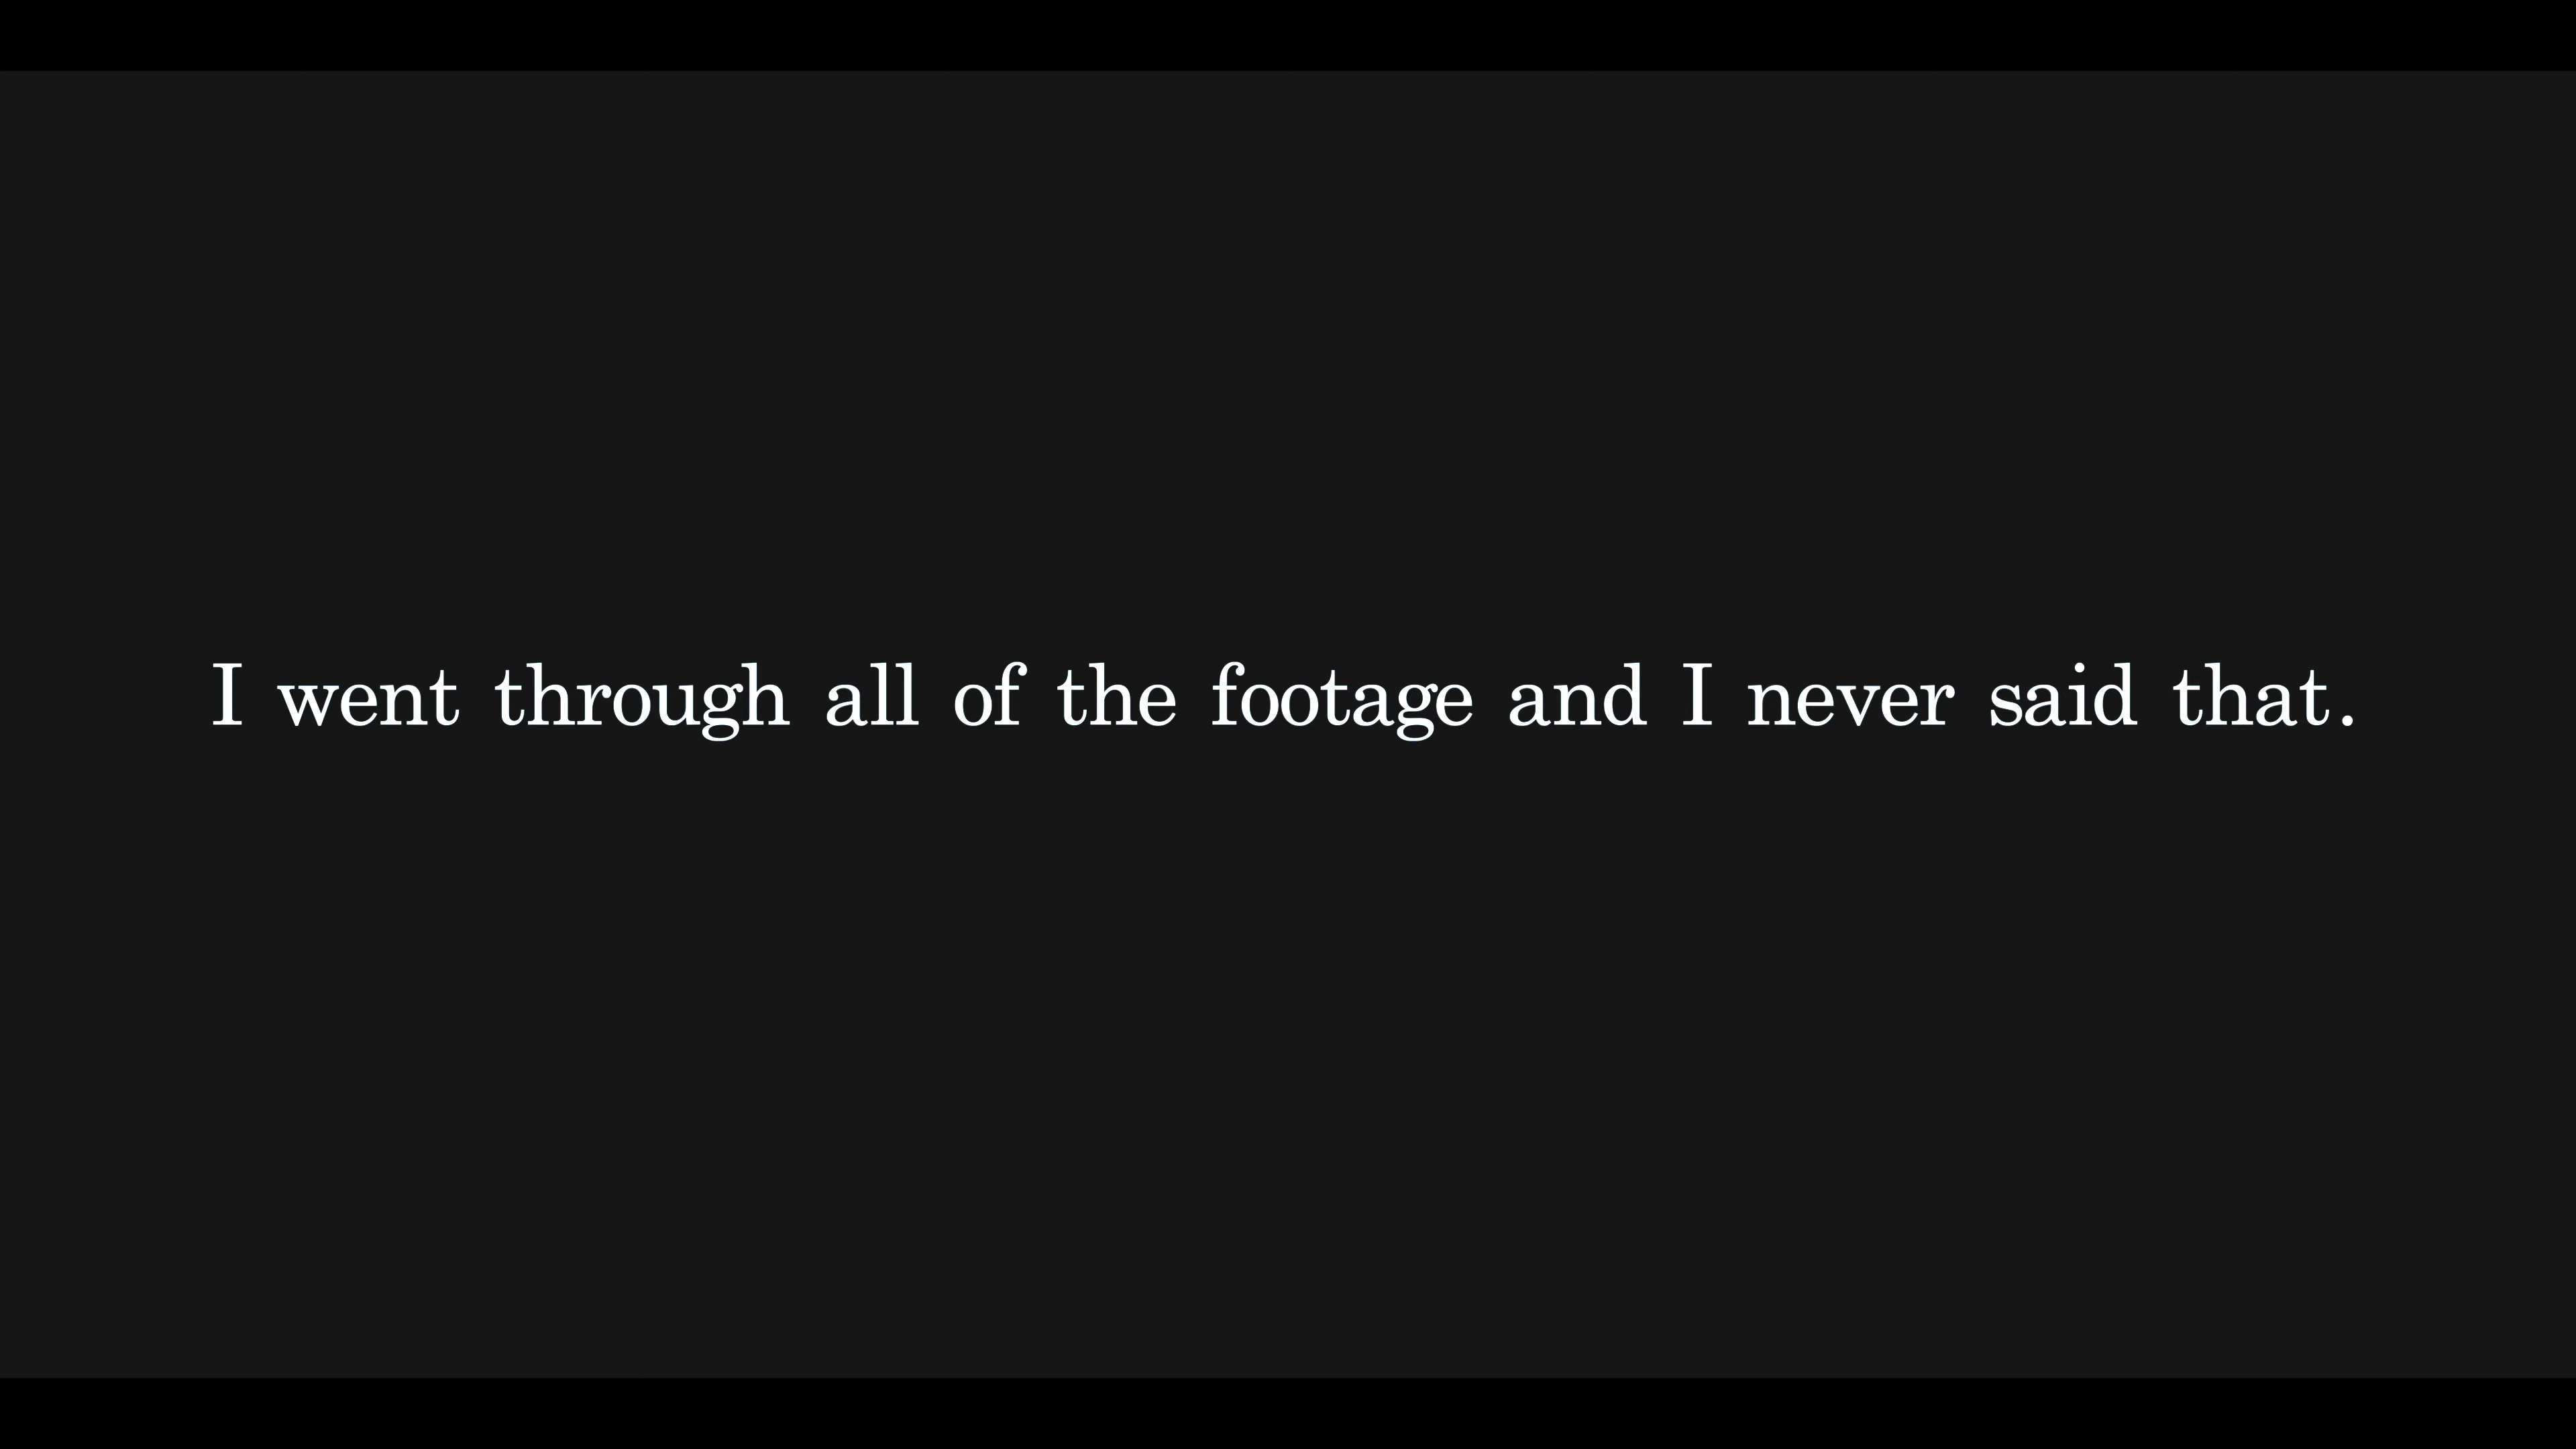 I went through all of the footage and I never said that.